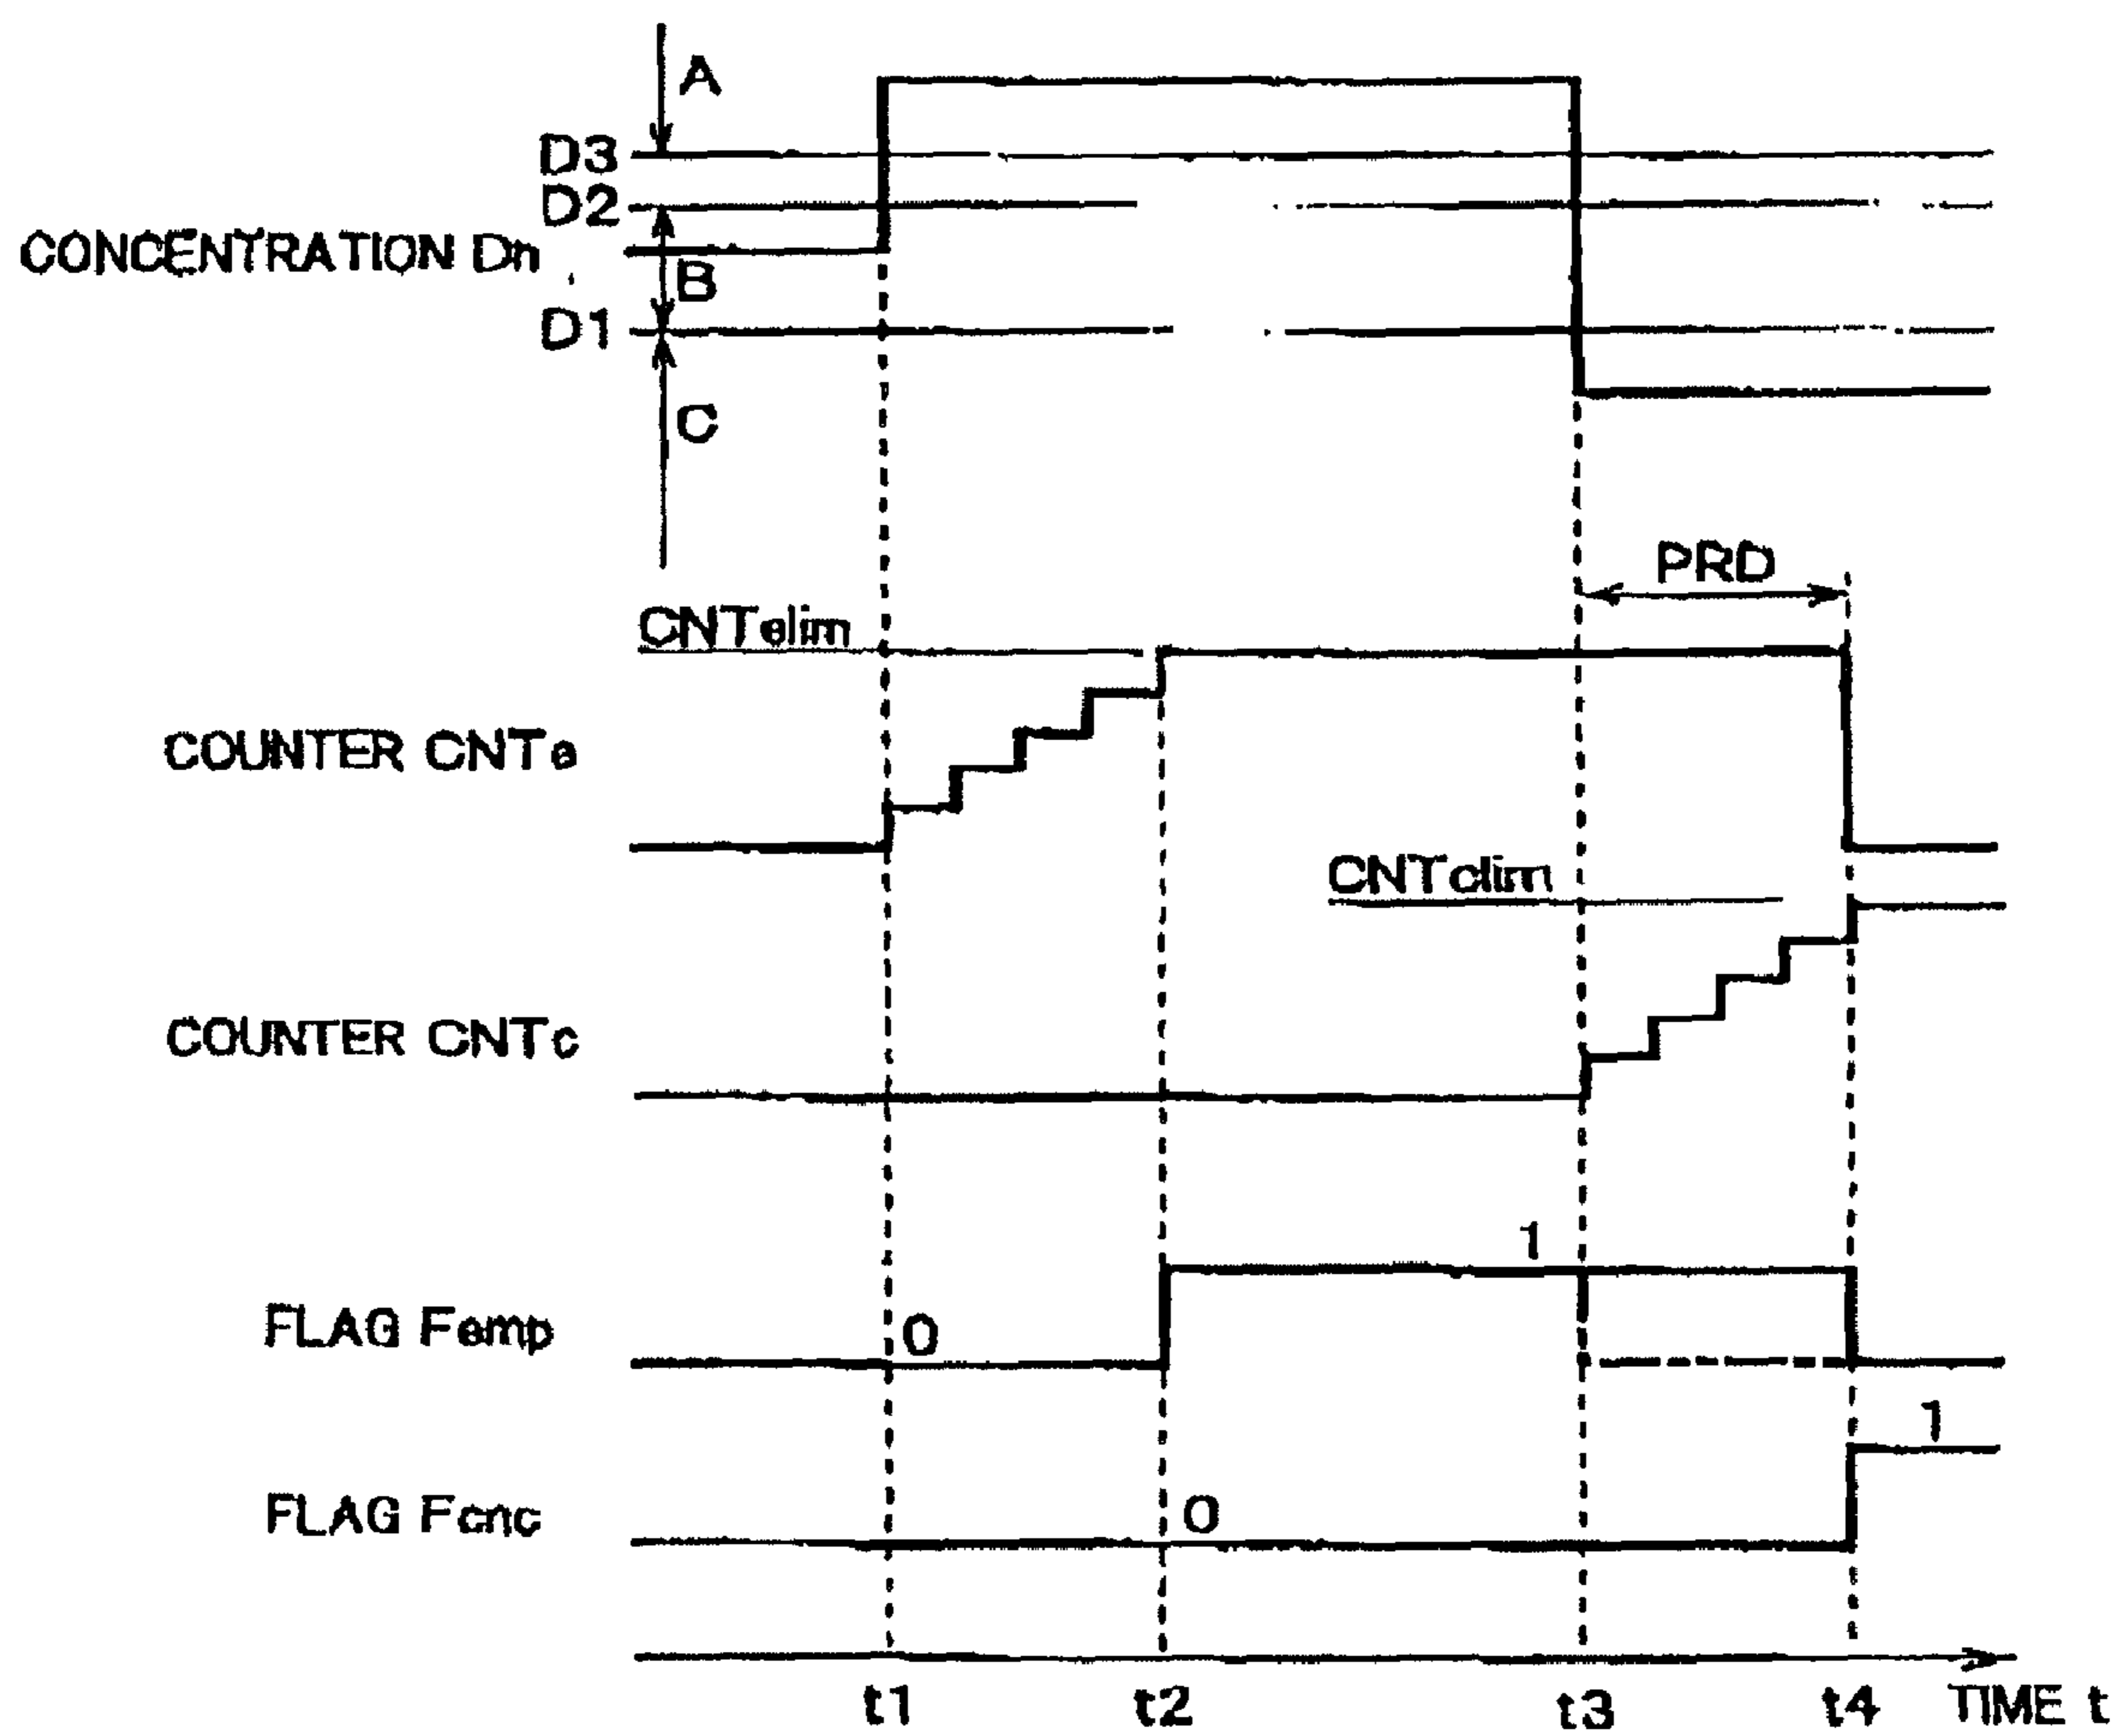 A
D3
D2
CONCENTRATION Dn
B
D1
C
PRD
CNTelim
COUNTER CNTe
CNTclim
COUNTER CNTc
1
FLAG Femp
0
1
FLAG Fcnc
0
t1 t2 t3 t4 TIME t